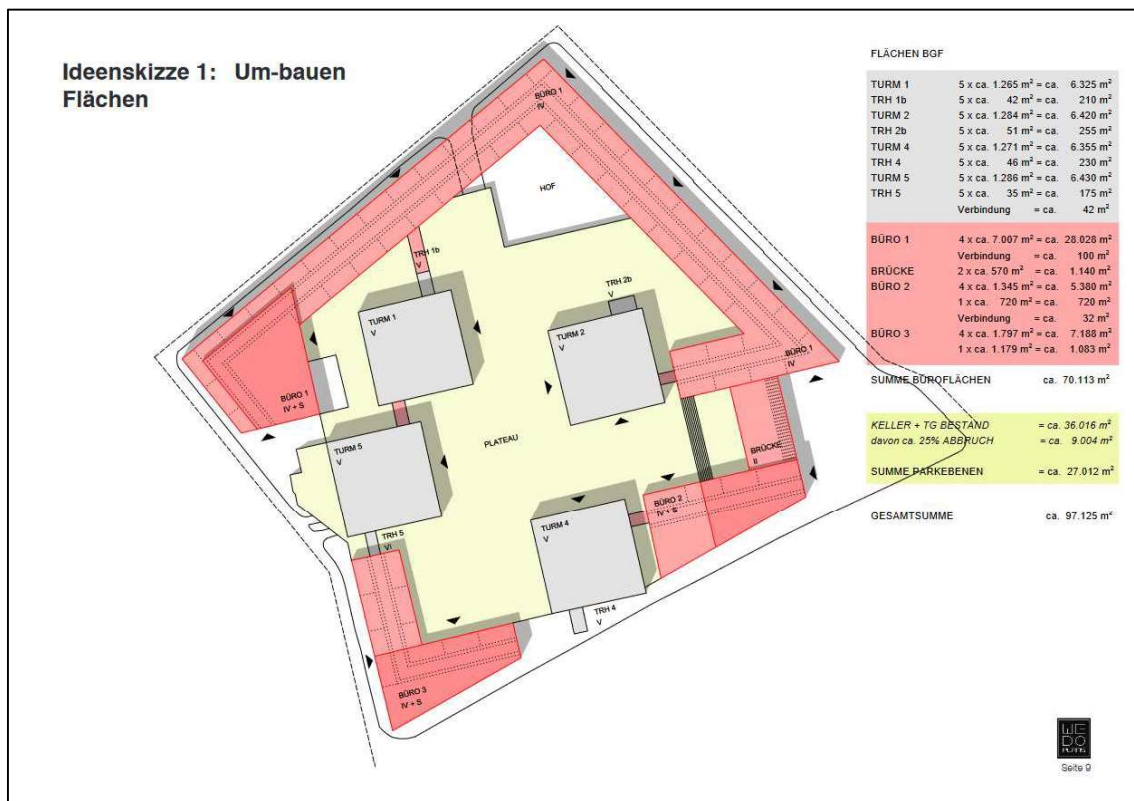 Ideenskizze 1: Um-bauen
Flächen
FLÄCHEN BGF
TURM 1 5 x ca. 1.265 m² = ca. 6.325 m²
TRH 1b 5 x ca. 42 m² = ca. 210 m²
TURM 2 5 x ca. 1.284 m² = ca. 6.420 m²
TRH 2b 5 x ca. 51 m² = ca. 255 m²
TURM 4 5 x ca. 1.271 m² = ca. 6.355 m²
TRH 4 5 x ca. 46 m² = ca. 230 m²
TURM 5 5 x ca. 1.286 m² = ca. 6.430 m²
TRH 5 5 x ca. 35 m² = ca. 175 m²
Verbindung = ca. 42 m²
BÜRO 1 4 x ca. 7.007 m² = ca. 28.028 m²
Verbindung = ca. 100 m²
BRÜCKE 2 x ca. 570 m² = ca. 1.140 m²
BÜRO 2 4 x ca. 1.345 m² = ca. 5.380 m²
1 x ca. 720 m² = ca. 720 m²
Verbindung = ca. 32 m²
BÜRO 3 4 x ca. 1.797 m² = ca. 7.188 m²
1 x ca. 1.179 m² = ca. 1.083 m²
SUMME BÜROFLÄCHEN ca. 70.113 m²
KELLER + TG BESTAND = ca. 36.016 m²
davon ca. 25% ABBRUCH = ca. 9.004 m²
SUMME PARKEBENEN = ca. 27.012 m²
GESAMTSUMME ca. 97.125 m²
BÜRO 1
IV
HOF
TRH 1b
V
TRH 2b
V
TURM 1
V
TURM 2
V
BÜRO 1
IV
BÜRO 1
IV + S
PLATEAU
TURM 5
V
BRÜCKE
II
BÜRO 2
IV + S
TURM 4
V
TRH 5
VI
TRH 4
V
BÜRO 3
IV + S
WE
DO
PLANS
Seite 9